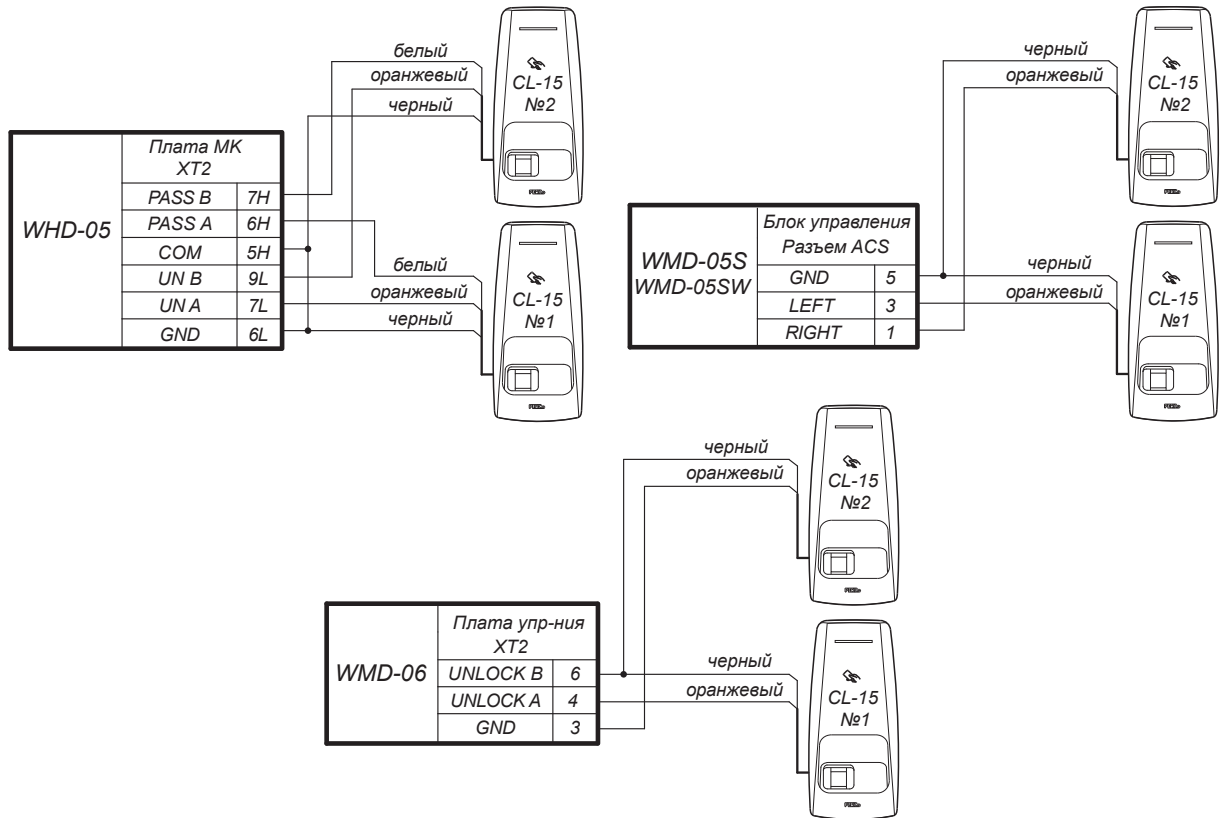 белый
оранжевый
черный
CL-15
№2
WHD-05
Плата МК
XT2
PASS B 7H
PASS A 6H
COM 5H
UN B 9L
UN A 7L
GND 6L
белый
оранжевый
черный
CL-15
№1
черный
оранжевый
CL-15
№2
WMD-05S
WMD-05SW
Блок управления
Разъем ACS
GND 5
LEFT 3
RIGHT 1
черный
оранжевый
CL-15
№1
черный
оранжевый
CL-15
№2
WMD-06
Плата упр-ния
XT2
UNLOCK B 6
UNLOCK A 4
GND 3
черный
оранжевый
CL-15
№1